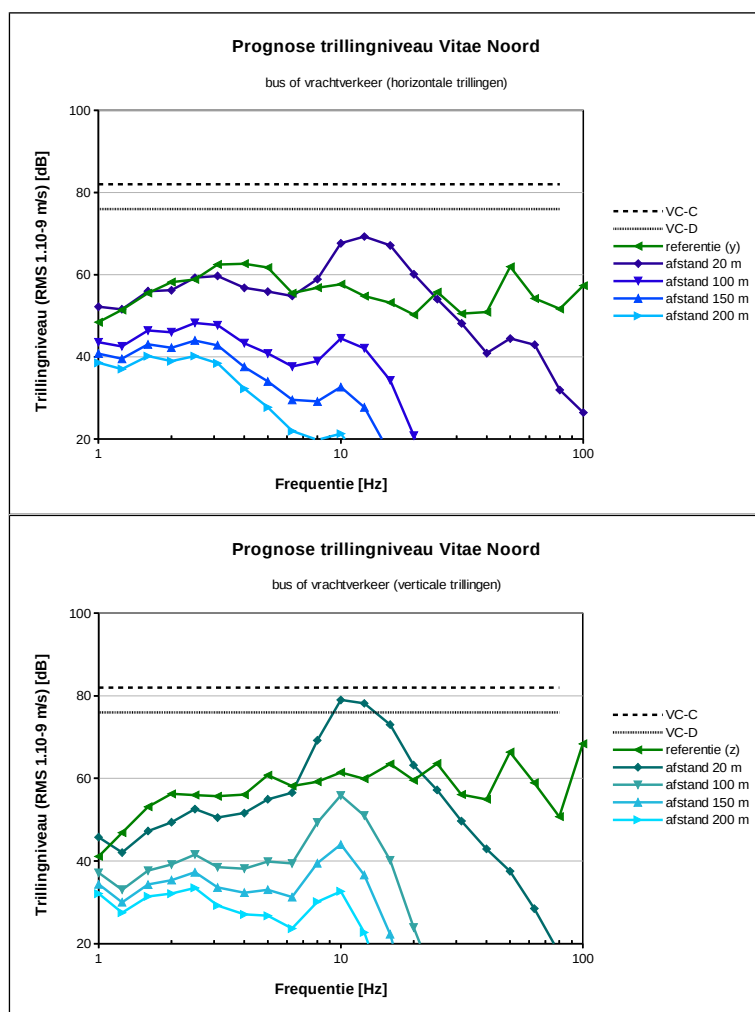 Prognose trillingniveau Vitae Noord
bus of vrachtverkeer (horizontale trillingen)
Trillingniveau (RMS 1.10-9 m/s) [dB]
100
80
60
40
20
1
10
100
Frequentie [Hz]
VC-C
VC-D
referentie (y)
afstand 20 m
afstand 100 m
afstand 150 m
afstand 200 m
Prognose trillingniveau Vitae Noord
bus of vrachtverkeer (verticale trillingen)
Trillingniveau (RMS 1.10-9 m/s) [dB]
100
80
60
40
20
1
10
100
Frequentie [Hz]
VC-C
VC-D
referentie (z)
afstand 20 m
afstand 100 m
afstand 150 m
afstand 200 m